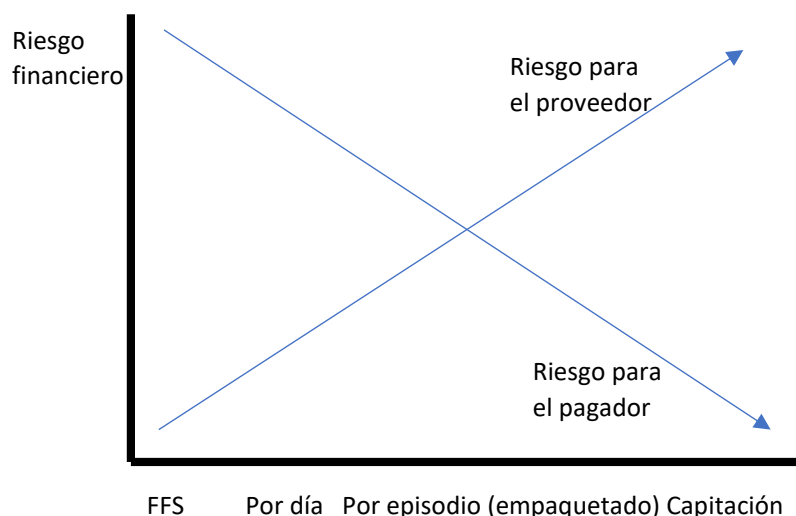 Riesgo
financiero
Riesgo para
el proveedor
Riesgo para
el pagador
FFS Por día Por episodio (empaquetado) Capitación